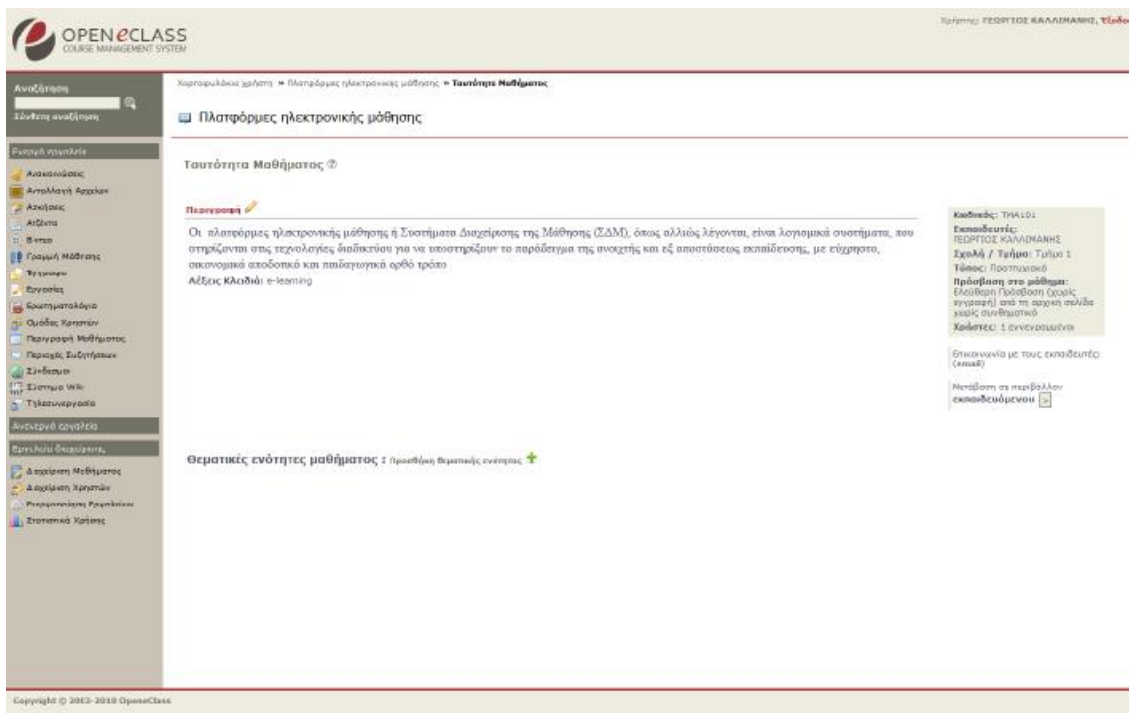 OPEN eCLASS
COURSE MANAGEMENT SYSTEM
Χρήστης: ΓΕΩΡΓΙΟΣ ΚΑΛΛΙΜΑΝΗΣ, Έξοδος
Αναζήτηση
Σύνθετη αναζήτηση
Χαρτοφυλάκιο χρήστη » Πλατφόρμες ηλεκτρονικής μάθησης » Ταυτότητα Μαθήματος
Πλατφόρμες ηλεκτρονικής μάθησης
Ενεργά εργαλεία
Ανακοινώσεις
Ανταλλαγή Αρχείων
Ασκήσεις
Ατζέντα
Βίντεο
Γραμμή Μάθησης
Έγγραφα
Εργασίες
Ερωτηματολόγια
Ομάδες Χρηστών
Περιγραφή Μαθήματος
Περιοχές Συζητήσεων
Σύνδεσμοι
Σύστημα Wiki
Τηλεσυνεργασία
Ανενεργά εργαλεία
Εργαλεία διαχείρισης
Διαχείριση Μαθήματος
Διαχείριση Χρηστών
Ενεργοποίηση Εργαλείων
Στατιστικά Χρήσης
Ταυτότητα Μαθήματος
Περιγραφή
Οι πλατφόρμες ηλεκτρονικής μάθησης ή Συστήματα Διαχείρισης της Μάθησης (ΣΔΜ), όπως αλλιώς λέγονται, είναι λογισμικά συστήματα, που
στηρίζονται στις τεχνολογίες διαδικτύου για να υποστηρίξουν το παράδειγμα της ανοιχτής και εξ αποστάσεως εκπαίδευσης, με εύχρηστο,
οικονομικά αποδοτικό και παιδαγωγικά ορθό τρόπο
Λέξεις Κλειδιά: e-learning
Θεματικές ενότητες μαθήματος : Προσθήκη θεματικής ενότητας
Κωδικός: TMA101
Εκπαιδευτές:
ΓΕΩΡΓΙΟΣ ΚΑΛΛΙΜΑΝΗΣ
Σχολή / Τμήμα: Τμήμα 1
Τύπος: Προπτυχιακό
Πρόσβαση στο μάθημα:
Ελεύθερη Πρόσβαση (χωρίς
εγγραφή) από τη αρχική σελίδα
χωρίς συνθηματικό
Χρήστες: 1 εγγεγραμμένοι
Επικοινωνία με τους εκπαιδευτές:
(email)
Μετάβαση σε περιβάλλον
εκπαιδευόμενου >
Copyright © 2003-2010 OpeneClass